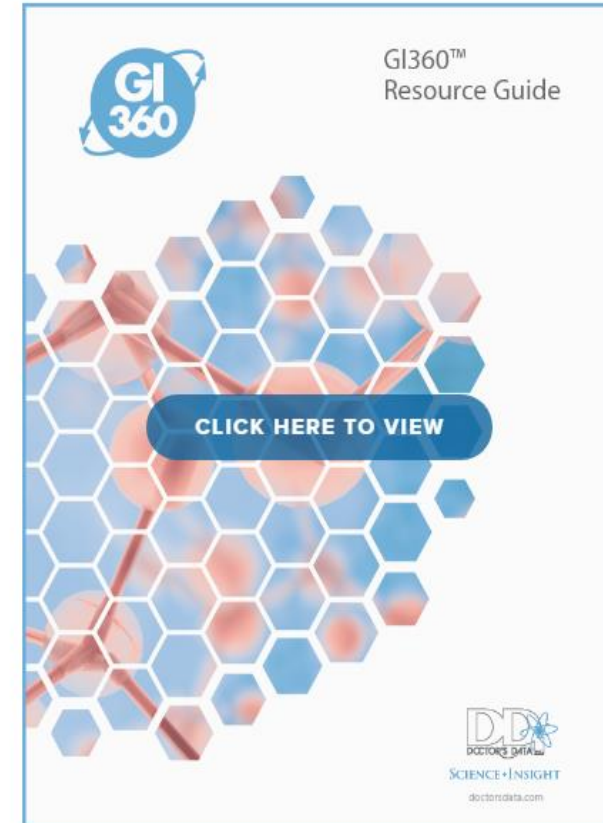 GI
360
GI360™
Resource Guide
CLICK HERE TO VIEW
DOCTOR'S DATA
SCIENCE+INSIGHT
doctorsdata.com